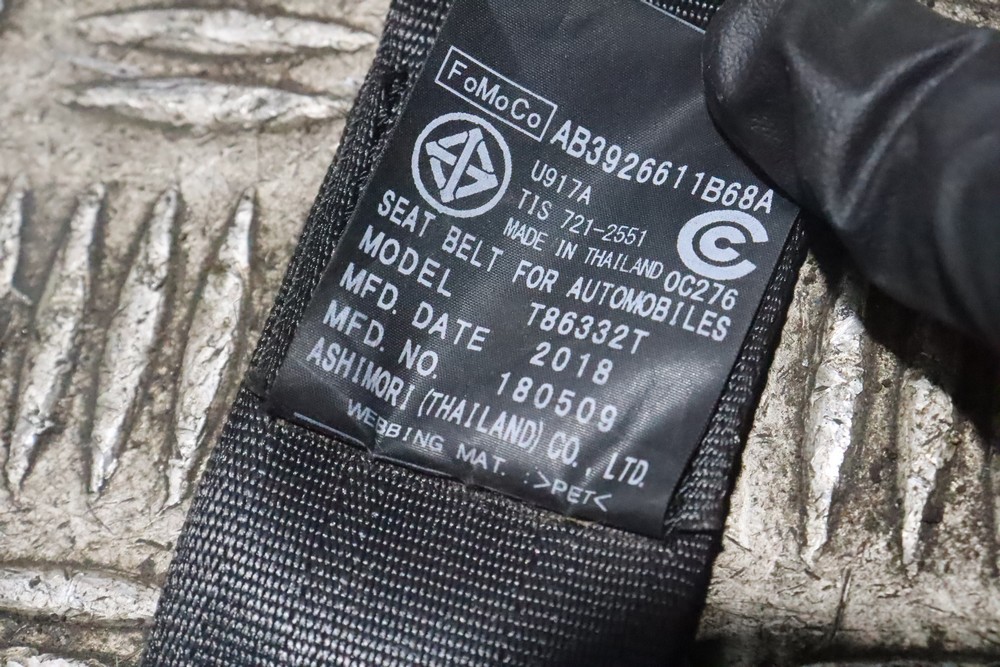 FoMoCo AB3926611B68A
U917A
TIS 721-2551
MADE IN THAILAND 0C276
SEAT BELT FOR AUTOMOBILES
MODEL T86332T
MFD. DATE 2018
MFD. NO. 180509
ASHIMORI (THAILAND) CO., LTD.
WEBBING MAT. :>PET<